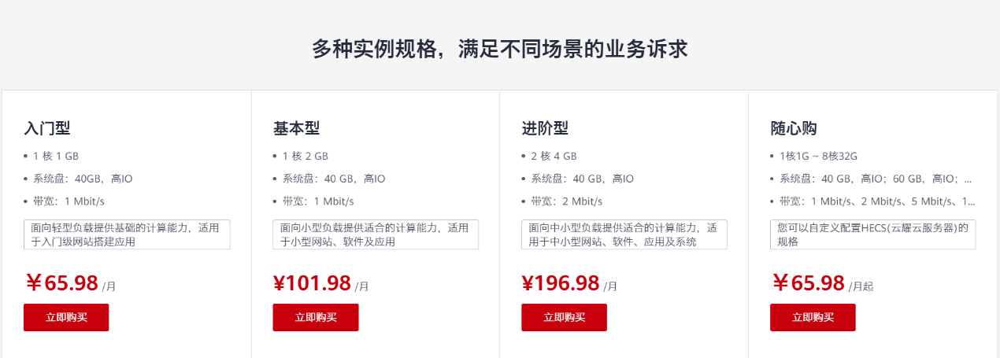 多种实例规格，满足不同场景的业务诉求
入门型
1 核 1 GB
系统盘：40GB，高IO
带宽：1 Mbit/s
面向轻型负载提供基础的计算能力，适用
于入门级网站搭建应用
￥65.98 /月
立即购买
基本型
1 核 2 GB
系统盘：40 GB，高IO
带宽：1 Mbit/s
面向小型负载提供适合的计算能力，适用
于小型网站、软件及应用
¥101.98 /月
立即购买
进阶型
2 核 4 GB
系统盘：40 GB，高IO
带宽：2 Mbit/s
面向中小型负载提供适合的计算能力，适
用于中小型网站、软件、应用及系统
¥196.98 /月
立即购买
随心购
1核1G ~ 8核32G
系统盘：40 GB，高IO；60 GB，高IO；...
带宽：1 Mbit/s、2 Mbit/s、5 Mbit/s、1...
您可以自定义配置HECS(云耀云服务器)的
规格
￥65.98 /月起
立即购买